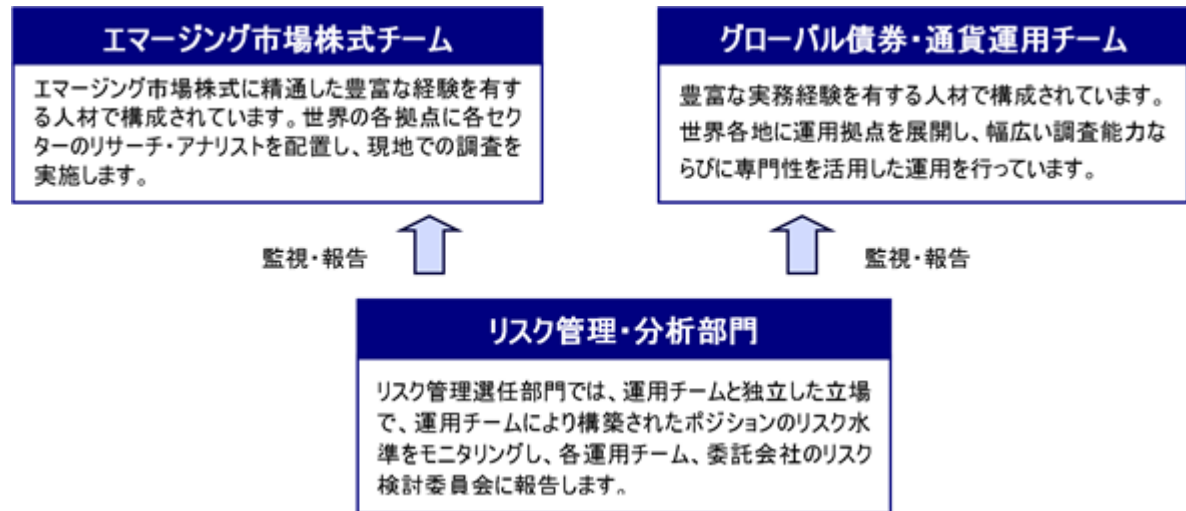 エマージング市場株式チーム
エマージング市場株式に精通した豊富な経験を有す
る人材で構成されています。世界の各拠点に各セク
ターのリサーチ・アナリストを配置し、現地での調査を
実施します。
グローバル債券・通貨運用チーム
豊富な実務経験を有する人材で構成されています。
世界各地に運用拠点を展開し、幅広い調査能力な
らびに専門性を活用した運用を行っています。
監視・報告
監視・報告
リスク管理・分析部門
リスク管理選任部門では、運用チームと独立した立場
で、運用チームにより構築されたポジションのリスク水
準をモニタリングし、各運用チーム、委託会社のリスク
検討委員会に報告します。